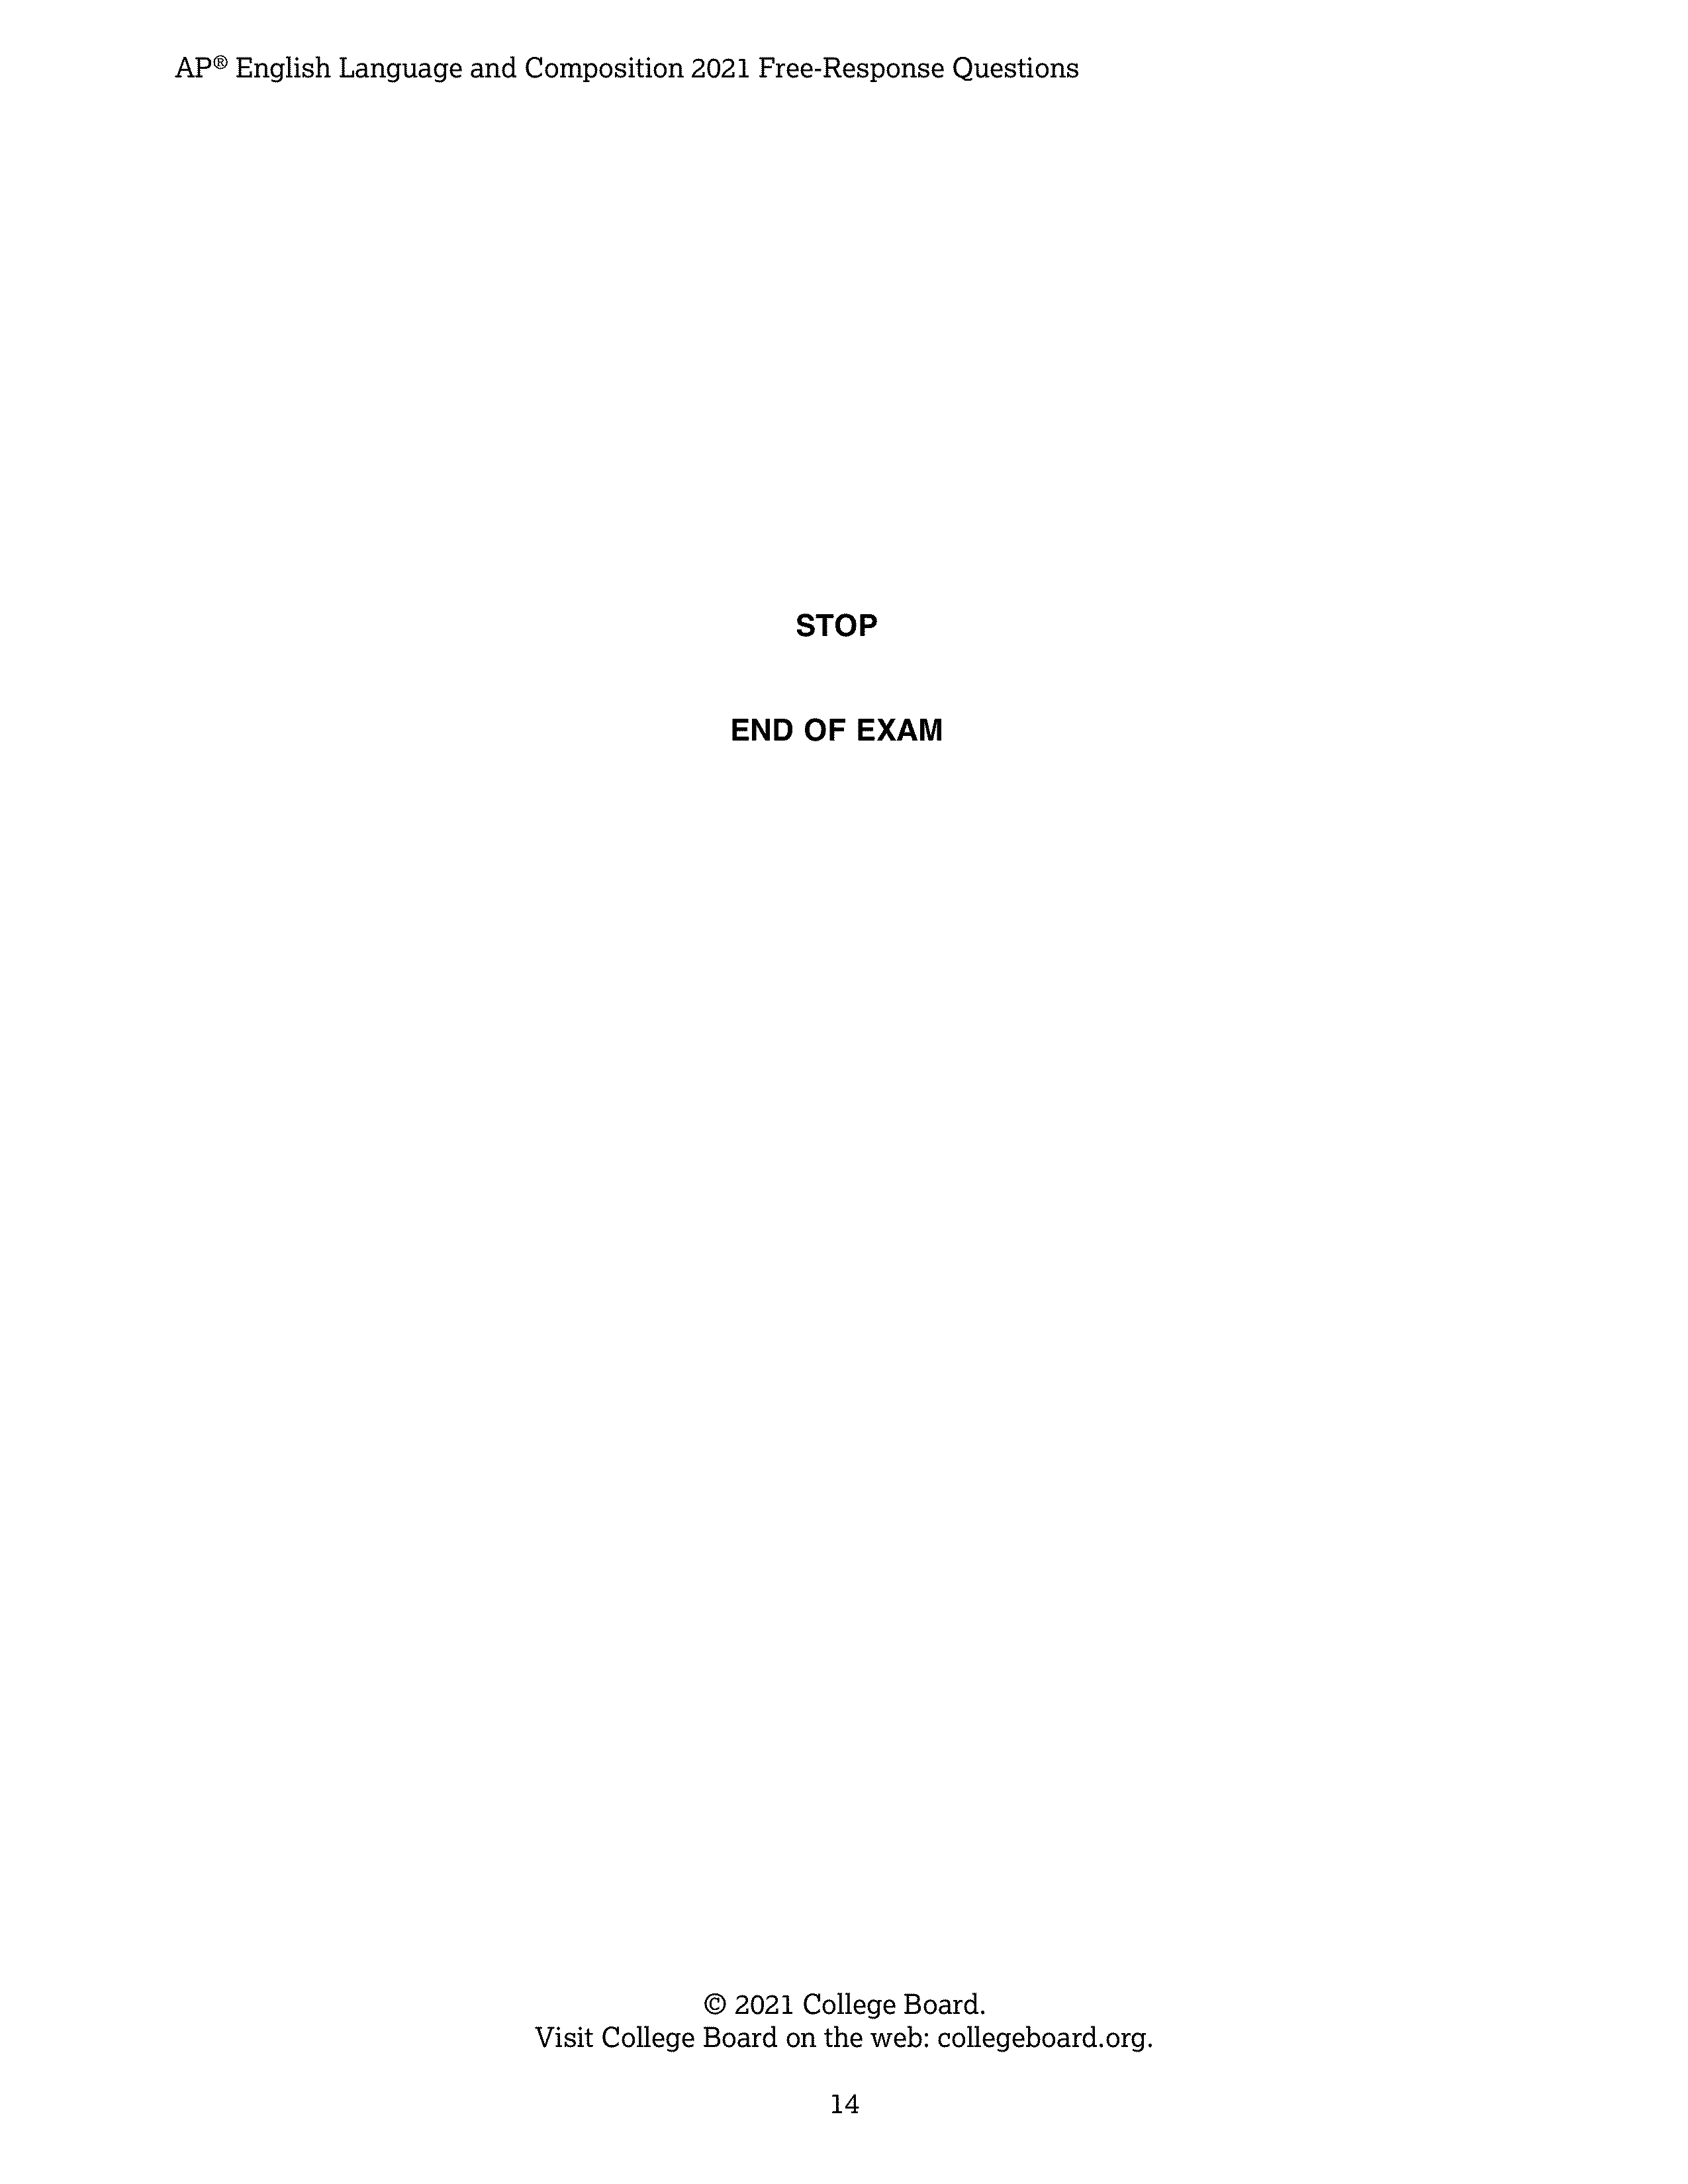 AP® English Language and Composition 2021 Free-Response Questions
STOP
END OF EXAM
© 2021 College Board.
Visit College Board on the web: collegeboard.org.
14